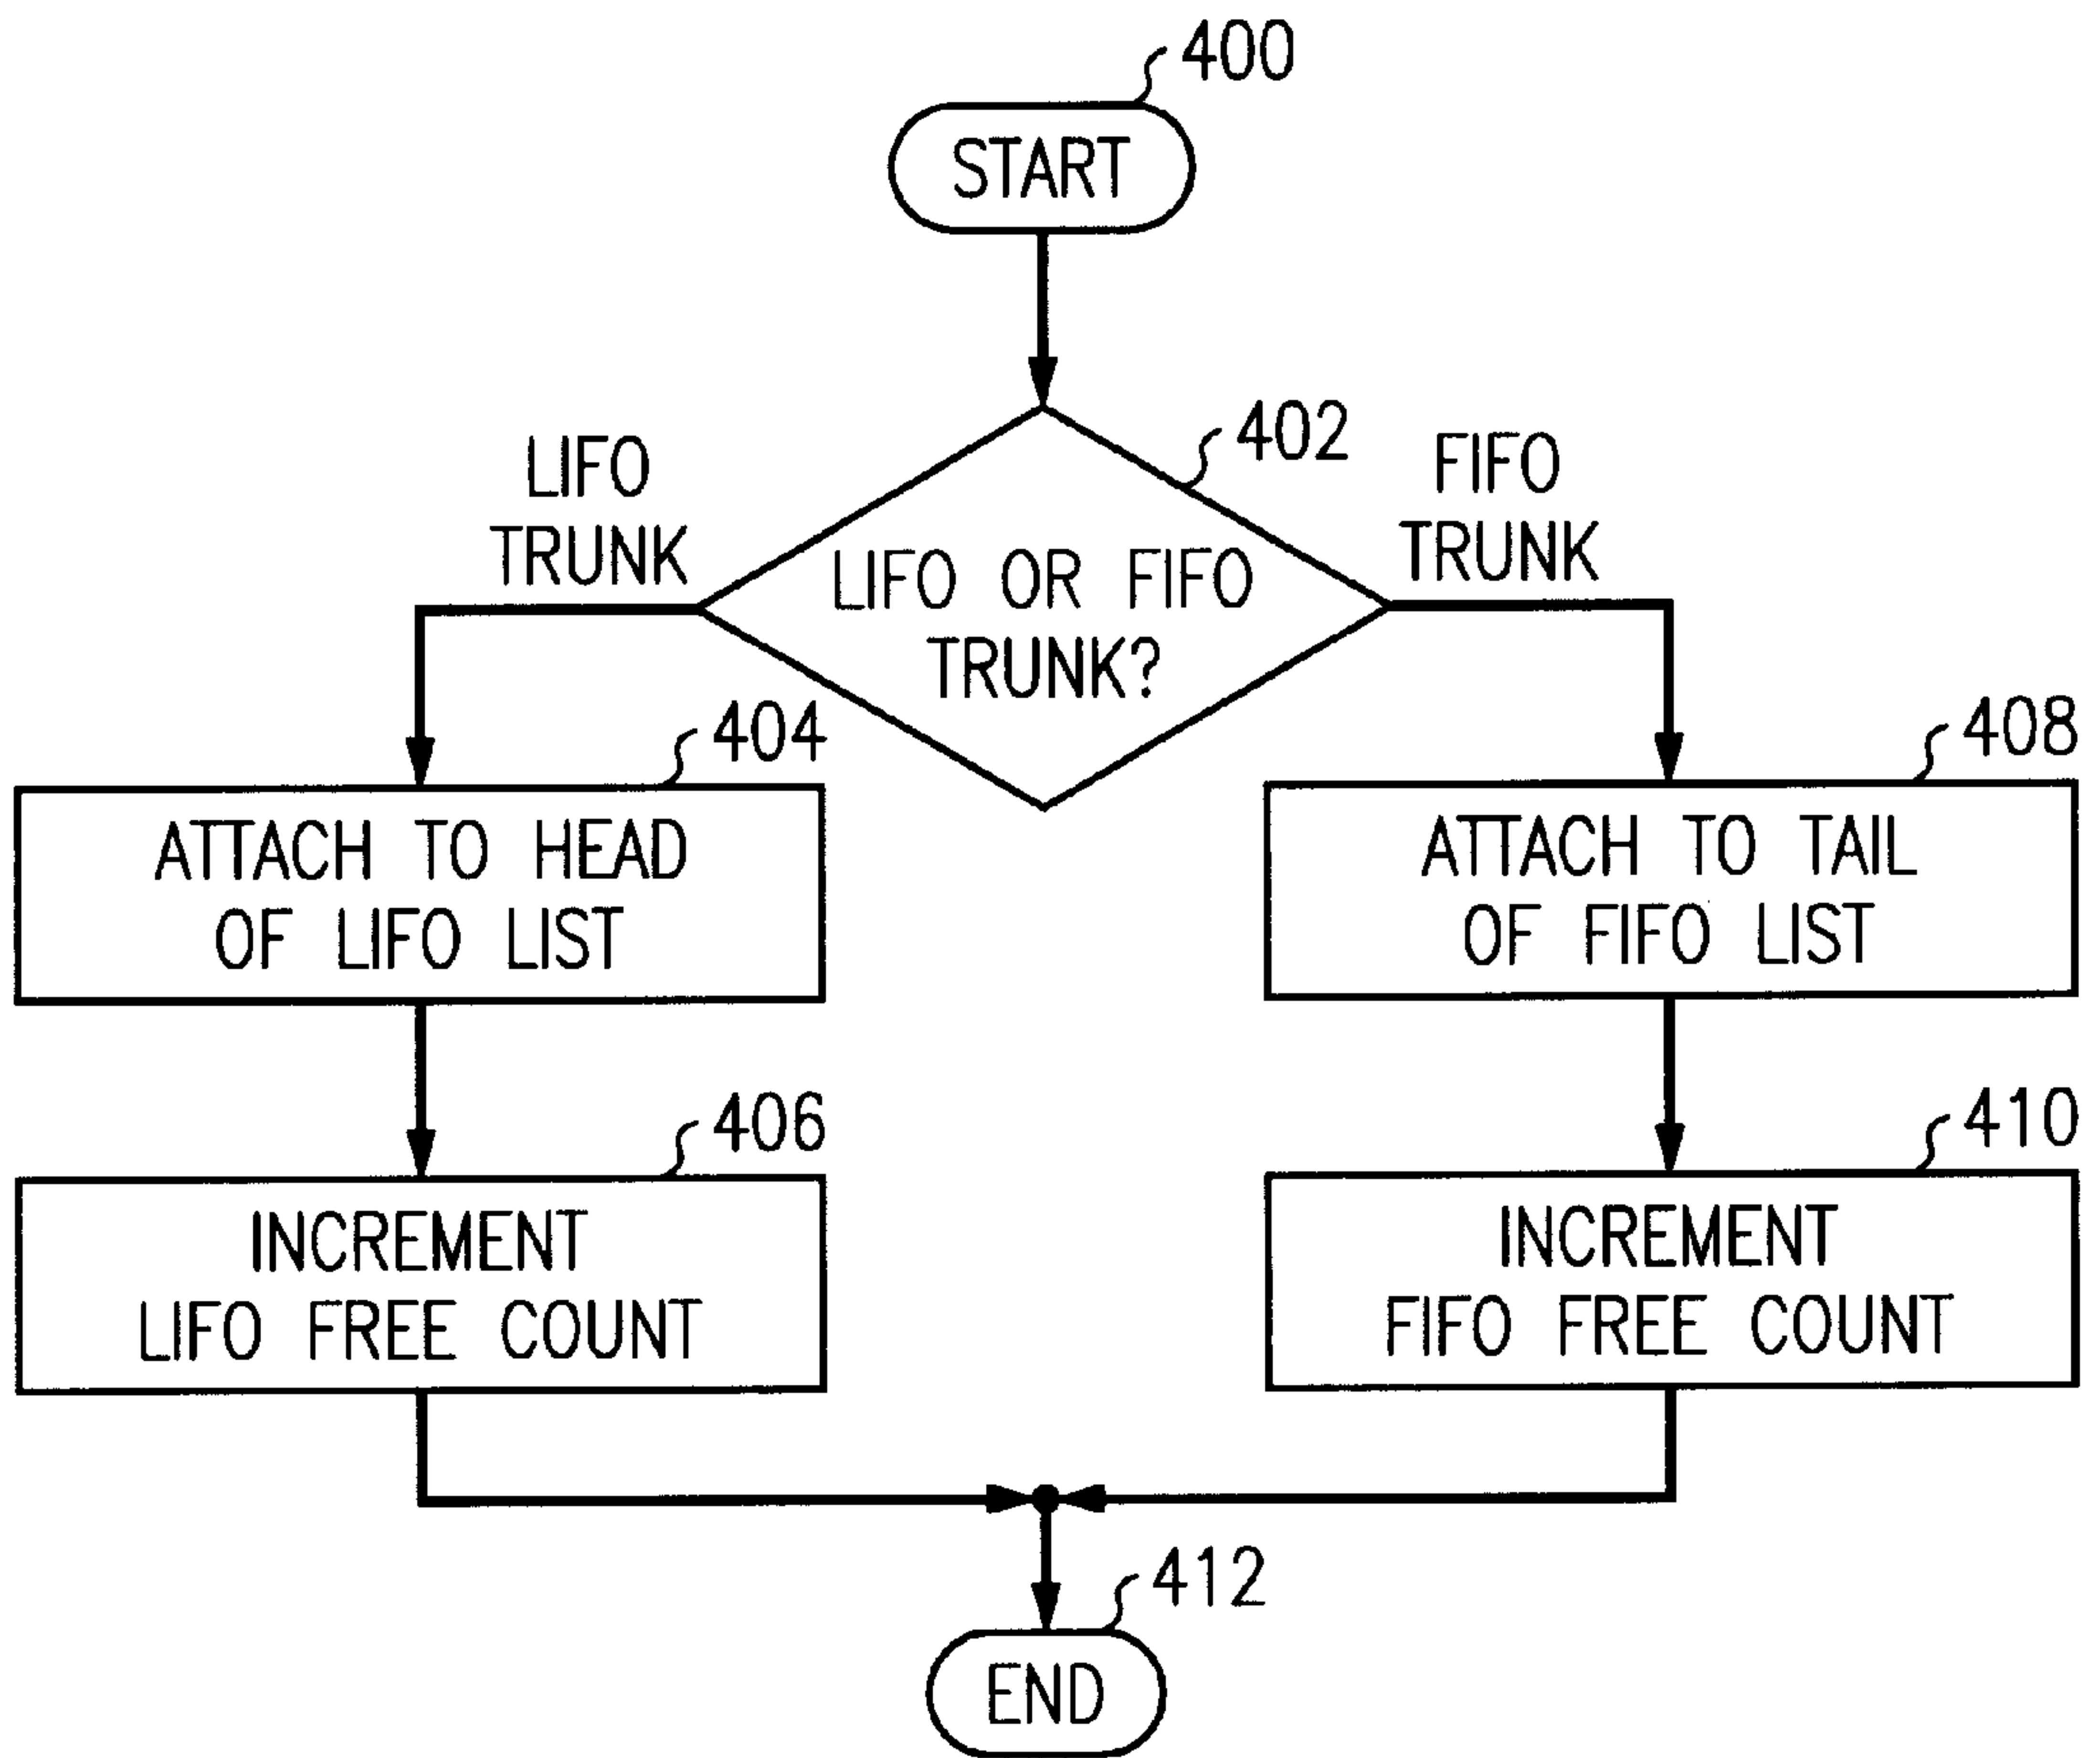 400
START
402
LIFO
TRUNK
LIFO OR FIFO
TRUNK?
FIFO
TRUNK
404
ATTACH TO HEAD
OF LIFO LIST
408
ATTACH TO TAIL
OF FIFO LIST
406
INCREMENT
LIFO FREE COUNT
410
INCREMENT
FIFO FREE COUNT
412
END